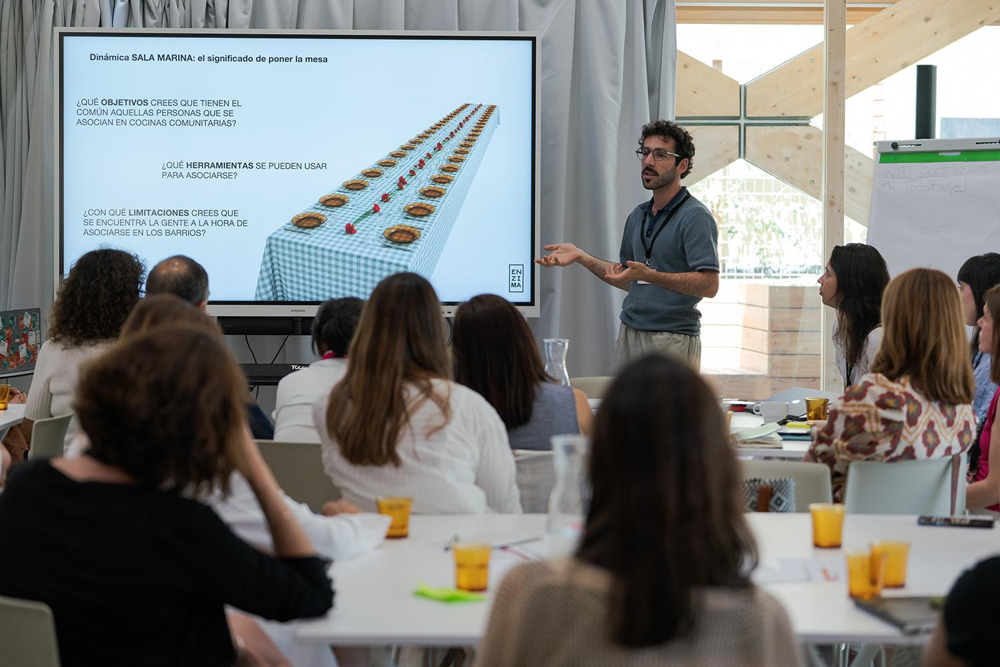 Dinámica SALA MARINA: el significado de poner la mesa
¿QUÉ OBJETIVOS CREES QUE TIENEN EL
COMÚN AQUELLAS PERSONAS QUE SE
ASOCIAN EN COCINAS COMUNITARIAS?
¿QUÉ HERRAMIENTAS SE PUEDEN USAR
PARA ASOCIARSE?
¿CON QUÉ LIMITACIONES CREES QUE
SE ENCUENTRA LA GENTE A LA HORA DE
ASOCIARSE EN LOS BARRIOS?
EN
ZI
MA
SAMSUNG
WIFI
TodoFluye!